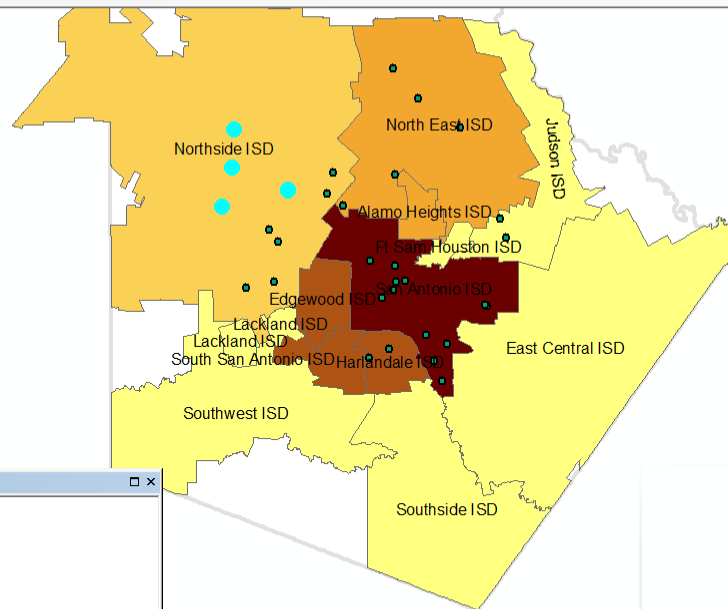 North East ISD
Judson ISD
Northside ISD
Alamo Heights ISD
Ft Sam Houston ISD
San Antonio ISD
Edgewood ISD
Lackland ISD
Lackland ISD
South San Antonio ISD
Harlandale ISD
East Central ISD
Southwest ISD
Southside ISD